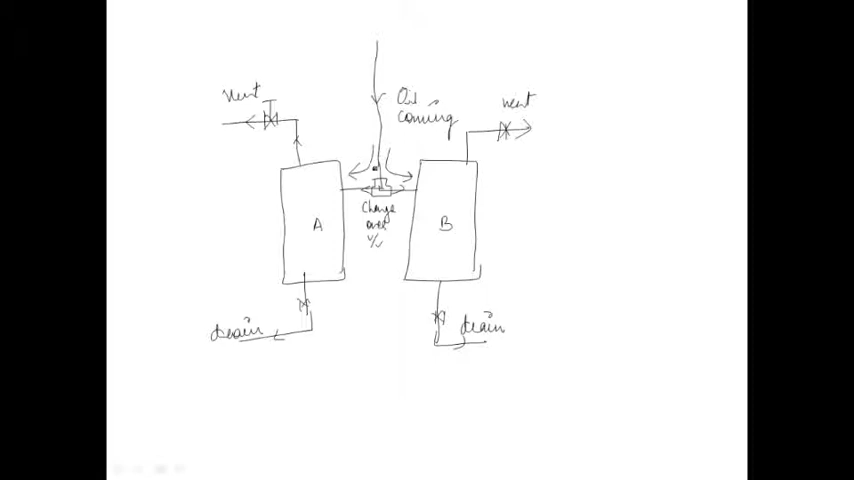 vent
Oil
coming
vent
Change
over
v/v
A
B
drain
drain